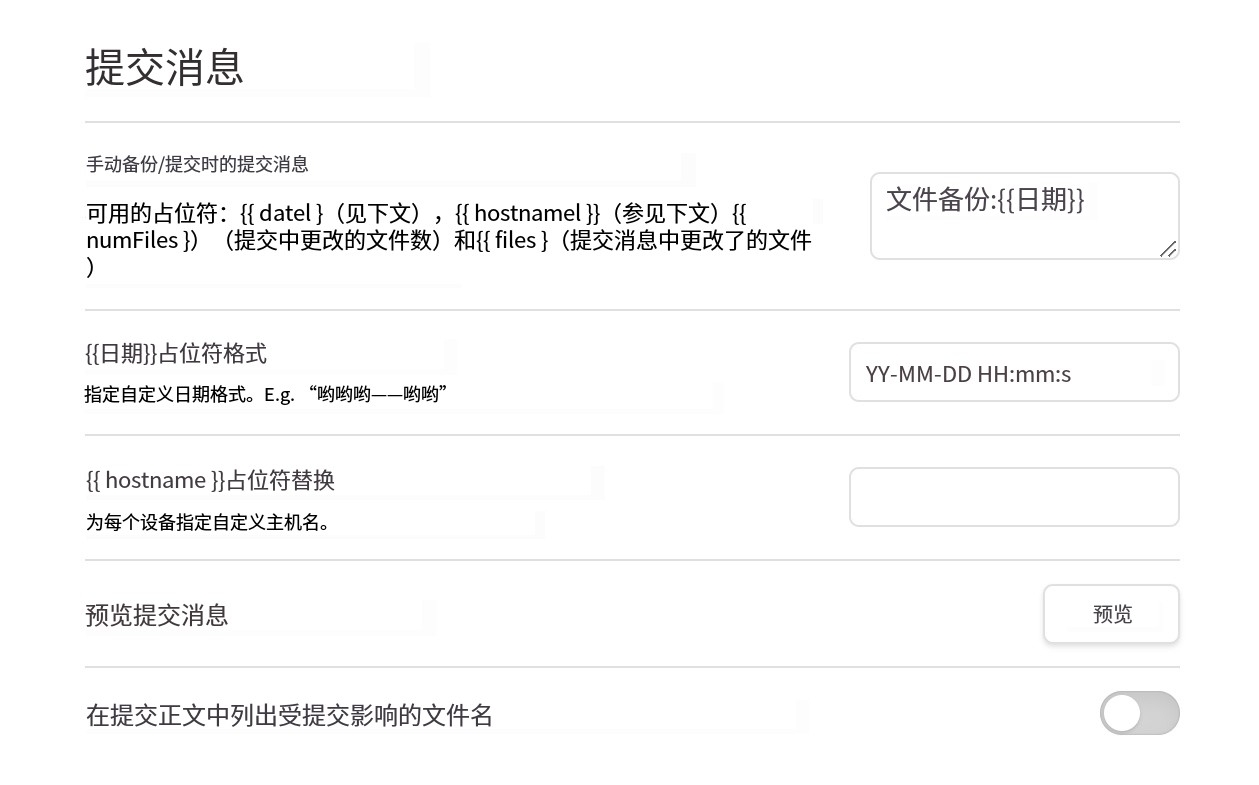 提交消息
手动备份/提交时的提交消息
可用的占位符：{{ datel }（见下文），{{ hostnamel }}（参见下文）{{
numFiles }}）（提交中更改的文件数）和{{ files }（提交消息中更改了的文件
）
文件备份:{{日期}}
{{日期}}占位符格式
指定自定义日期格式。E.g. “哟哟哟——哟哟”
YY-MM-DD HH:mm:s
{{ hostname }}占位符替换
为每个设备指定自定义主机名。
预览提交消息
预览
在提交正文中列出受提交影响的文件名